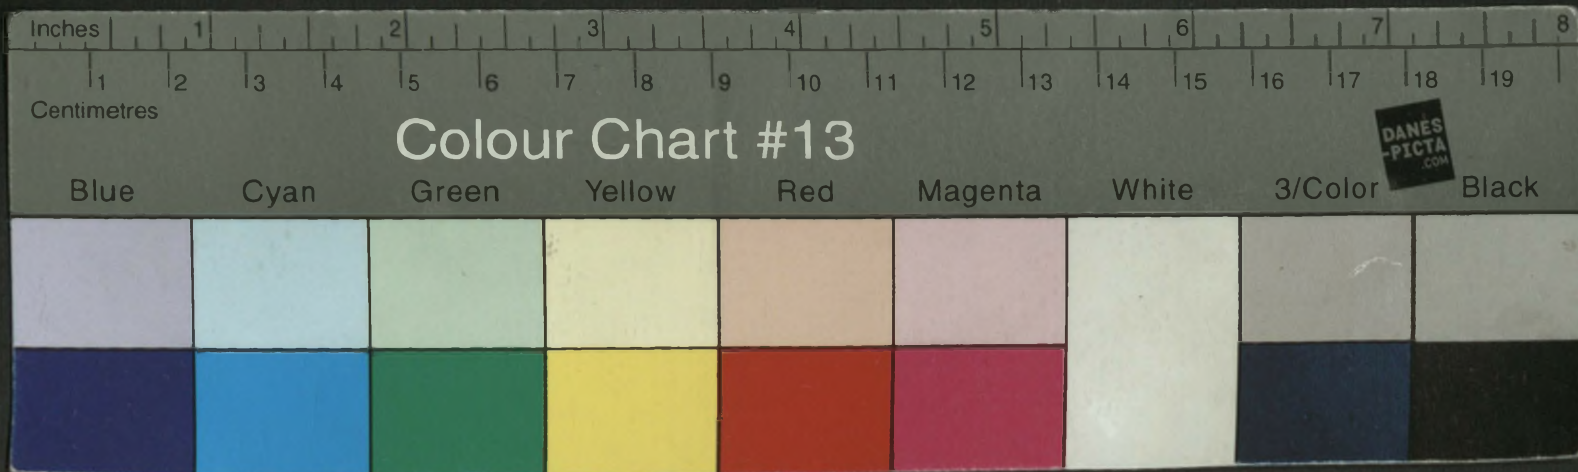 Inches 1 2 3 4 5 6 7 8
1 2 3 4 5 6 7 8 9 10 11 12 13 14 15 16 17 18 19
Centimetres
Colour Chart #13
DANES
-PICTA
.COM
Blue Cyan Green Yellow Red Magenta White 3/Color Black